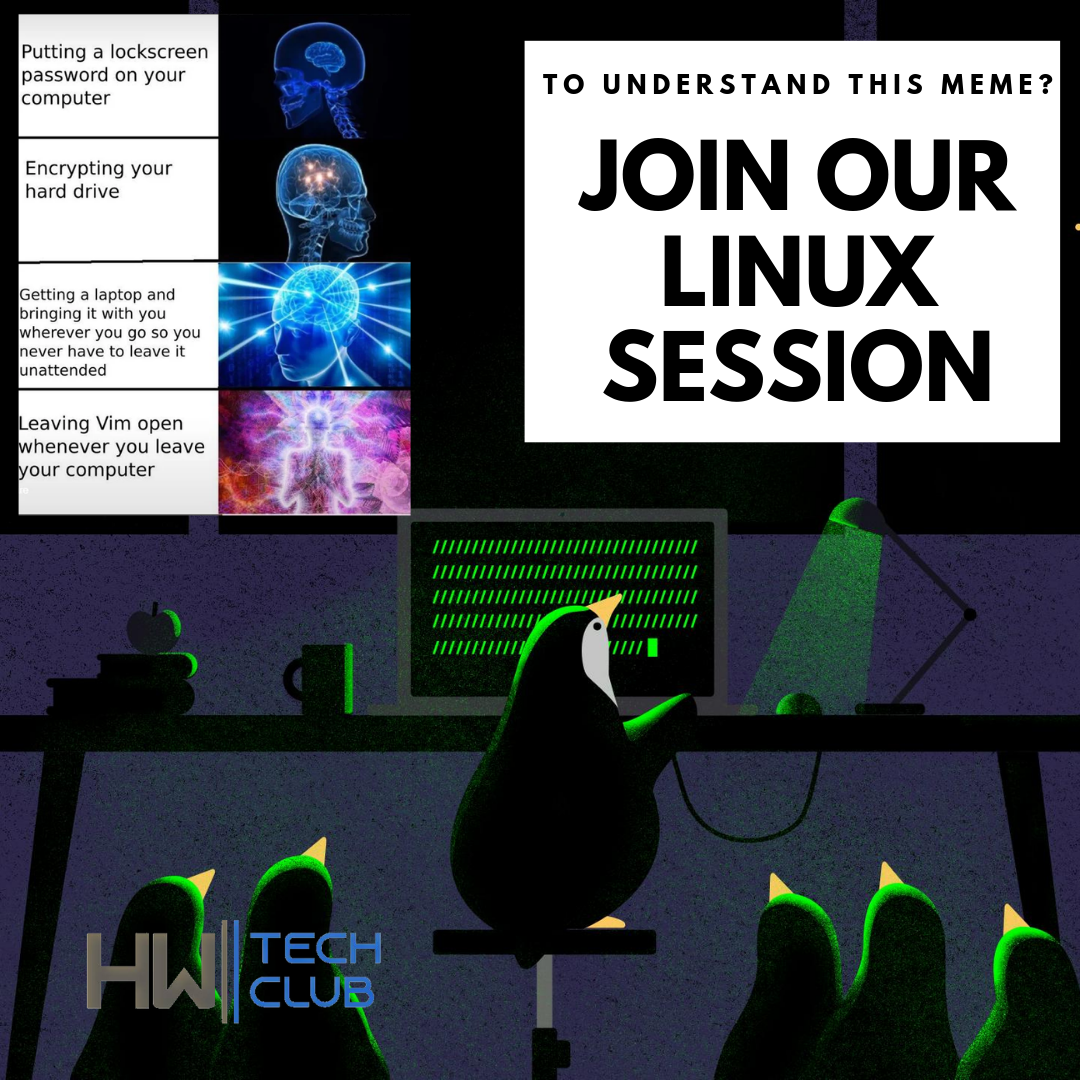 Putting a lockscreen
password on your
computer
Encrypting your
hard drive
Getting a laptop and
bringing it with you
wherever you go so you
never have to leave it
unattended
Leaving Vim open
whenever you leave
your computer
TO UNDERSTAND THIS MEME?
JOIN OUR
LINUX
SESSION
HW TECH
CLUB